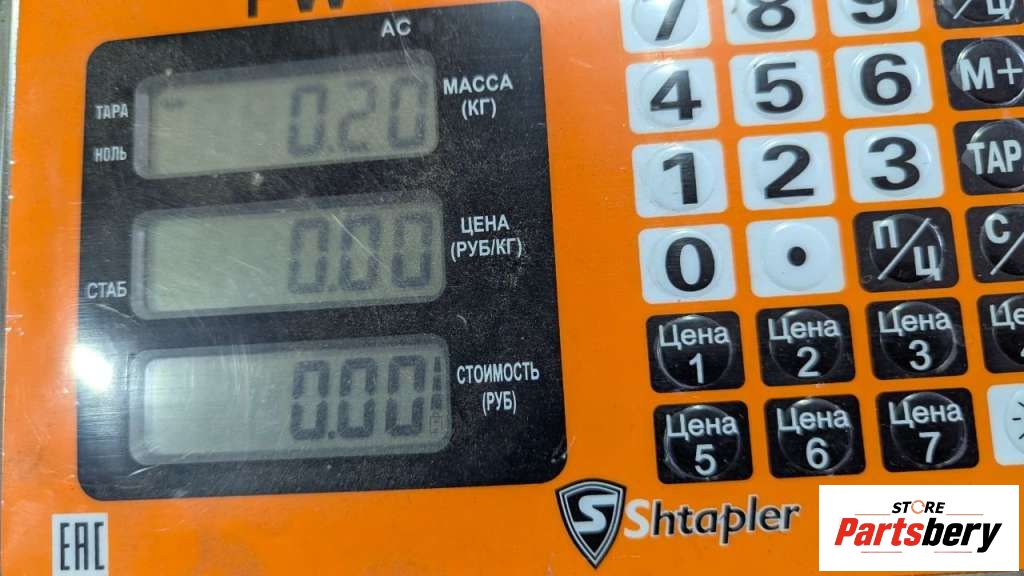 PW
АС
ТАРА
НОЛЬ
0.20
МАССА
(КГ)
0.00
ЦЕНА
(РУБ/КГ)
СТАБ
0.00
СТОИМОСТЬ
(РУБ)
7 8 9
4 5 6 М+
1 2 3 ТАР
0 • П/Ц С/
Цена 1 Цена 2 Цена 3
Цена 5 Цена 6 Цена 7
EAC
S Shtapler
STORE
Partsbery